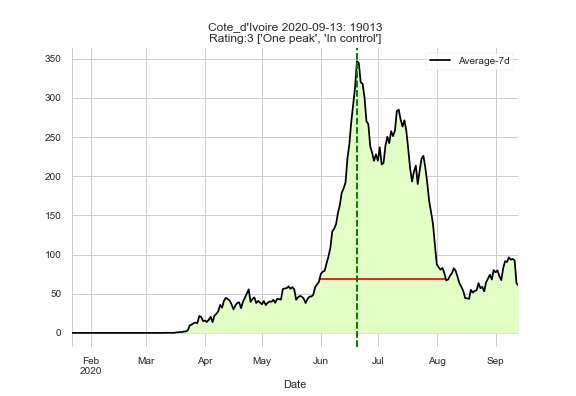 Cote_d'Ivoire 2020-09-13: 19013
Rating:3 ['One peak', 'In control']
Average-7d
350
300
250
200
150
100
50
0
Feb Mar Apr May Jun Jul Aug Sep
2020
Date